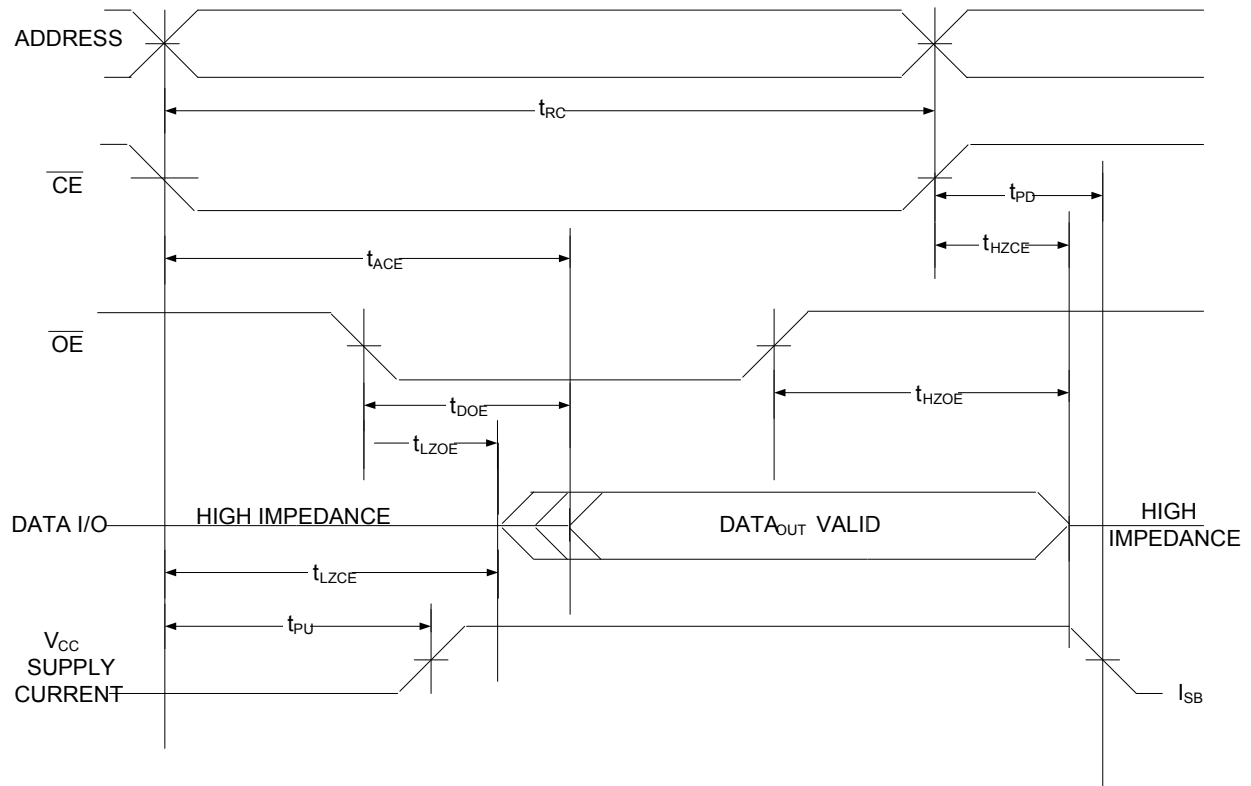 ADDRESS
tRC
CE
tPD
tHZCE
tACE
OE
tHZOE
tDOE
tLZOE
DATA I/O
HIGH IMPEDANCE
DATAOUT VALID
HIGH
IMPEDANCE
tLZCE
tPU
VCC
SUPPLY
CURRENT
ISB